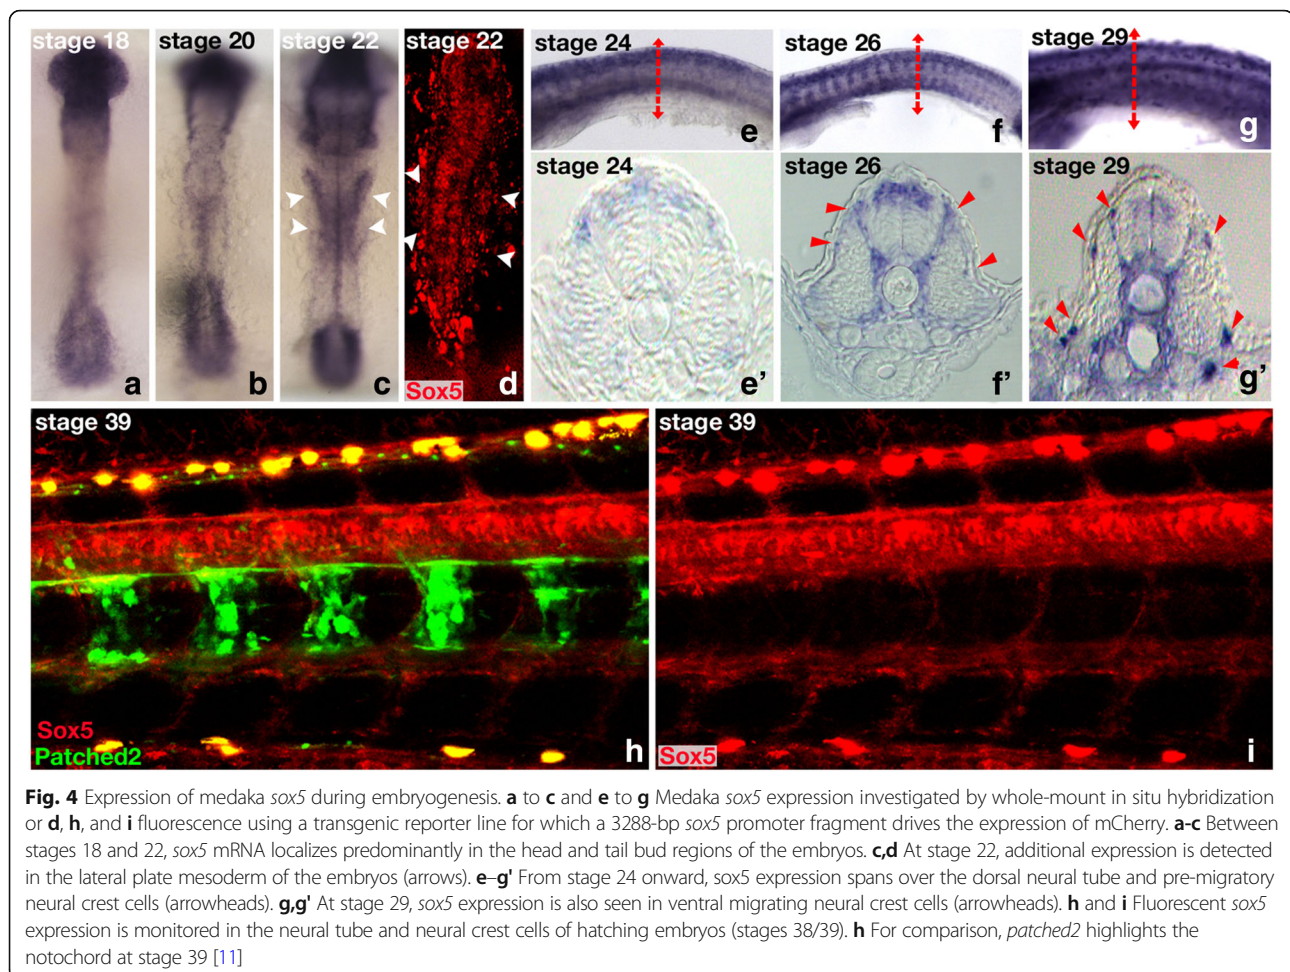 stage 18
stage 20
stage 22
stage 22
stage 24
stage 26
stage 29
e
f
g
stage 24
stage 26
stage 29
a
b
c
Sox5
d
e'
f'
g'
stage 39
stage 39
Sox5
Patched2
h
Sox5
i
Fig. 4 Expression of medaka sox5 during embryogenesis. a to c and e to g Medaka sox5 expression investigated by whole-mount in situ hybridization
or d, h, and i fluorescence using a transgenic reporter line for which a 3288-bp sox5 promoter fragment drives the expression of mCherry. a-c Between
stages 18 and 22, sox5 mRNA localizes predominantly in the head and tail bud regions of the embryos. c,d At stage 22, additional expression is detected
in the lateral plate mesoderm of the embryos (arrows). e–g' From stage 24 onward, sox5 expression spans over the dorsal neural tube and pre-migratory
neural crest cells (arrowheads). g,g' At stage 29, sox5 expression is also seen in ventral migrating neural crest cells (arrowheads). h and i Fluorescent sox5
expression is monitored in the neural tube and neural crest cells of hatching embryos (stages 38/39). h For comparison, patched2 highlights the
notochord at stage 39 [11]